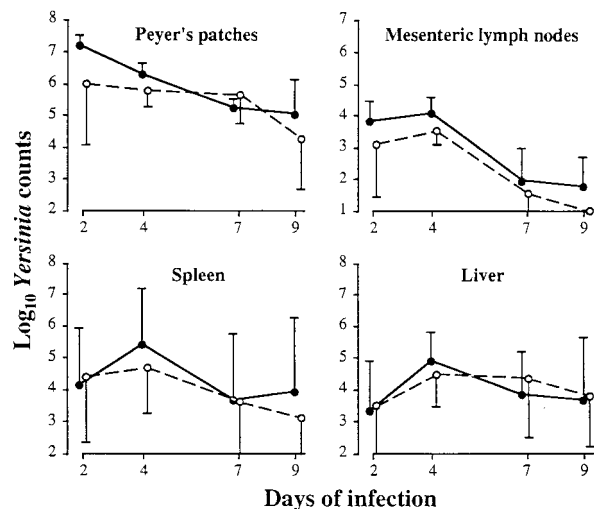 Log₁₀ Yersinia counts
Peyer's patches
8
7
6
5
4
3
2
2 4 7 9
Mesenteric lymph nodes
6
5
4
3
2
1
2 4 7 9
Spleen
8
7
6
5
4
3
2
2 4 7 9
Liver
8
7
6
5
4
3
2
2 4 7 9
Days of infection